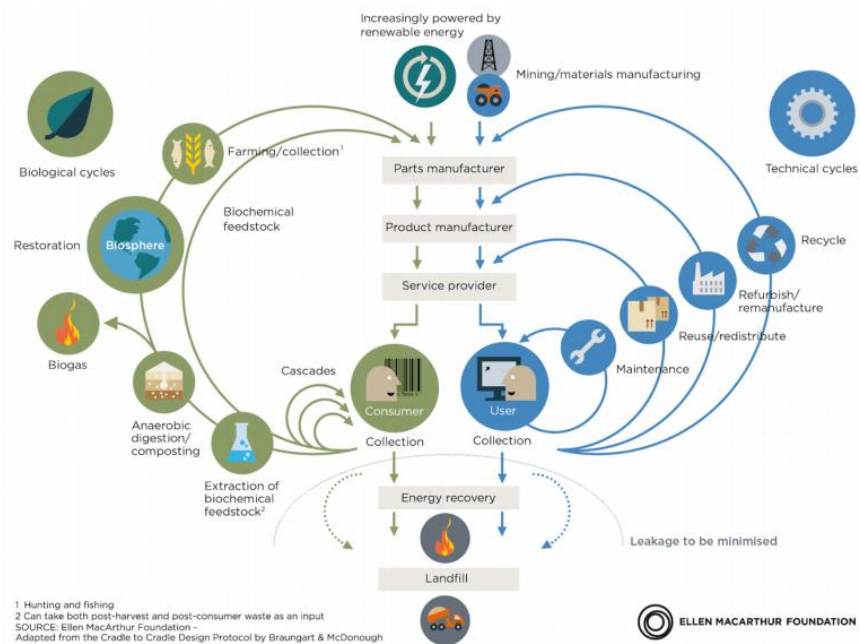 Increasingly powered by
renewable energy
Mining/materials manufacturing
Biological cycles
Technical cycles
Farming/collection¹
Parts manufacturer
Biochemical
feedstock
Product manufacturer
Restoration
Biosphere
Recycle
Service provider
Refurbish/
remanufacture
Reuse/redistribute
Biogas
Cascades
Maintenance
Consumer
User
Anaerobic
digestion/
composting
Collection
Collection
Extraction of
biochemical
feedstock²
Energy recovery
Leakage to be minimised
Landfill
1 Hunting and fishing
2 Can take both post-harvest and post-consumer waste as an input
SOURCE: Ellen MacArthur Foundation -
Adapted from the Cradle to Cradle Design Protocol by Braungart & McDonough
ELLEN MACARTHUR FOUNDATION